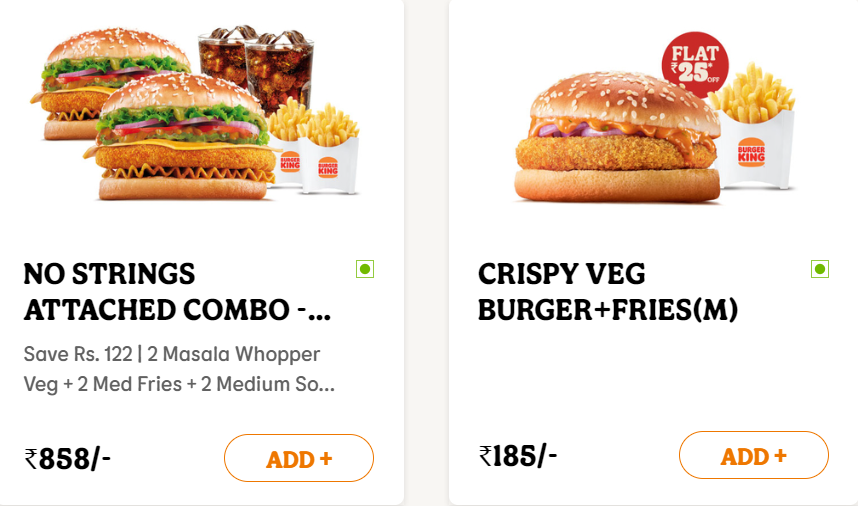 BURGER
KING
BURGER
KING
NO STRINGS
ATTACHED COMBO -...
Save Rs. 122 | 2 Masala Whopper
Veg + 2 Med Fries + 2 Medium So...
₹858/-
ADD +
FLAT
₹25*
OFF
BURGER
KING
CRISPY VEG
BURGER+FRIES(M)
₹185/-
ADD +